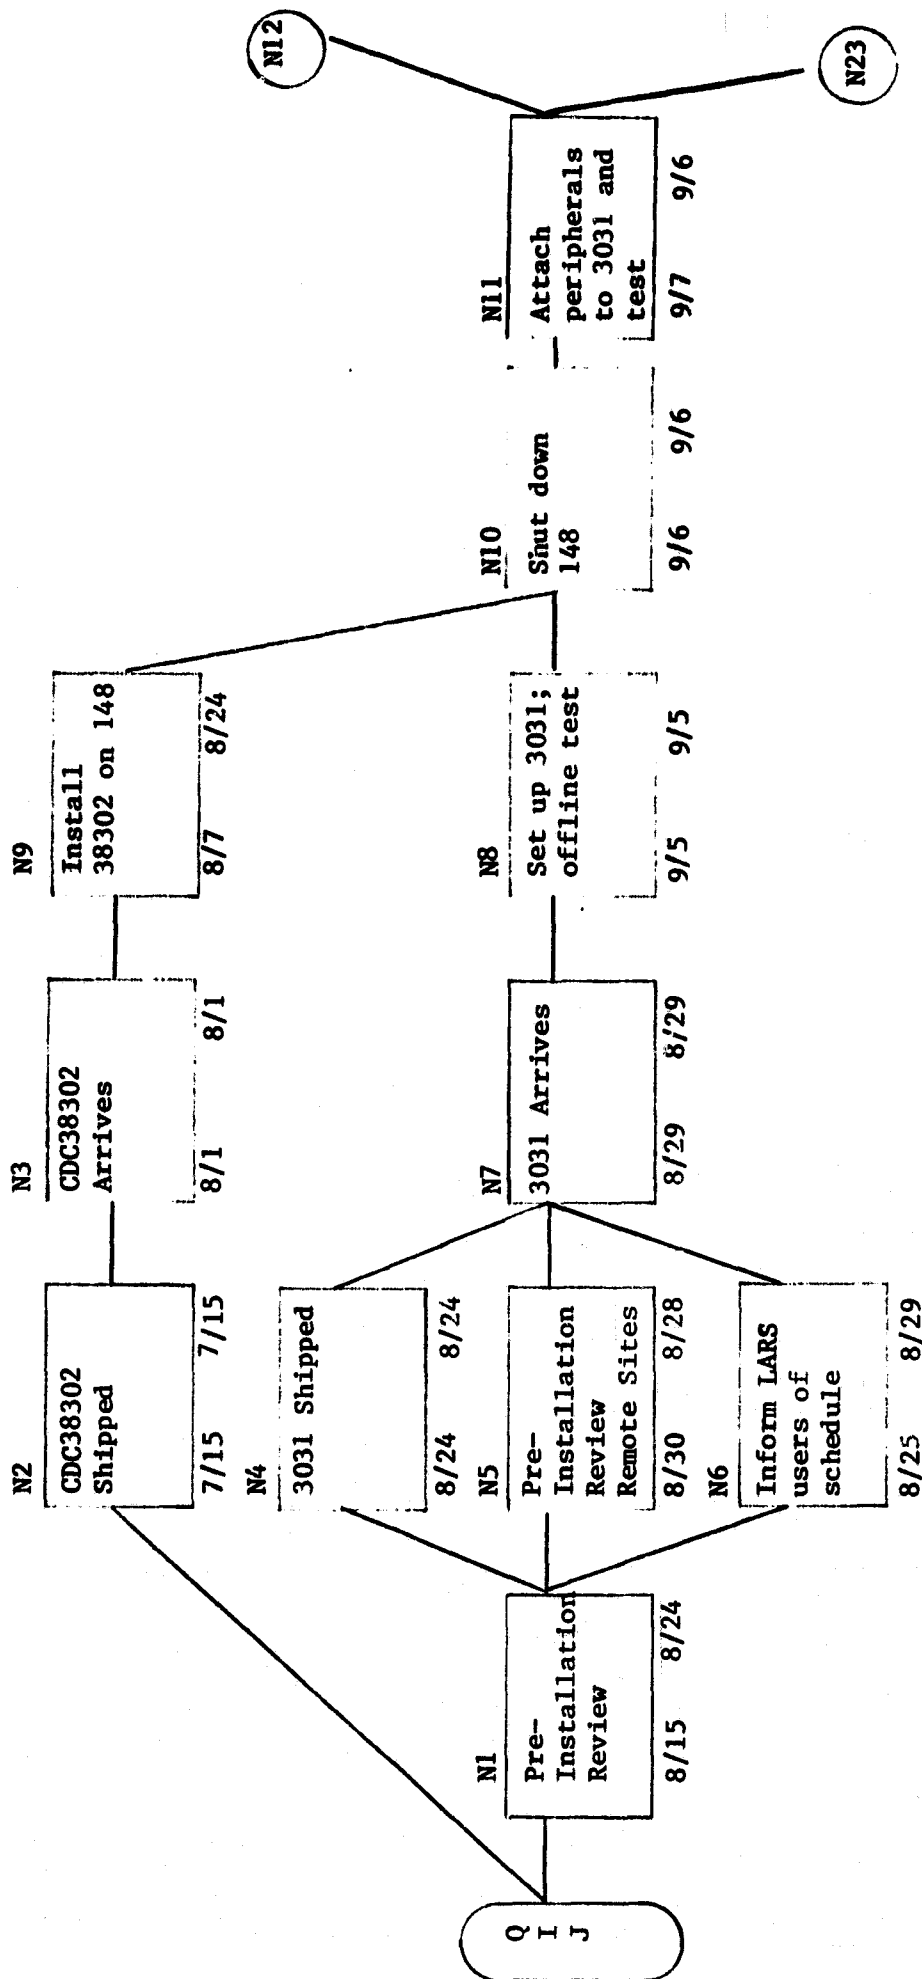 Q
I
J
N1
Pre-
Installation
Review
8/15 8/24
N2
CDC38302
Shipped
7/15 7/15
N4
3031 Shipped
8/24 8/24
N5
Pre-
Installation
Review
Remote Sites
8/30 8/28
N6
Inform LARS
users of
schedule
8/25 8/29
N3
CDC38302
Arrives
8/1 8/1
N7
3031 Arrives
8/29 8/29
N9
Install
38302 on 148
8/7 8/24
N8
Set up 3031;
offline test
9/5 9/5
N10
Shut down
148
9/6 9/6
N11
Attach
peripherals
to 3031 and
test
9/7 9/6
N12
N23